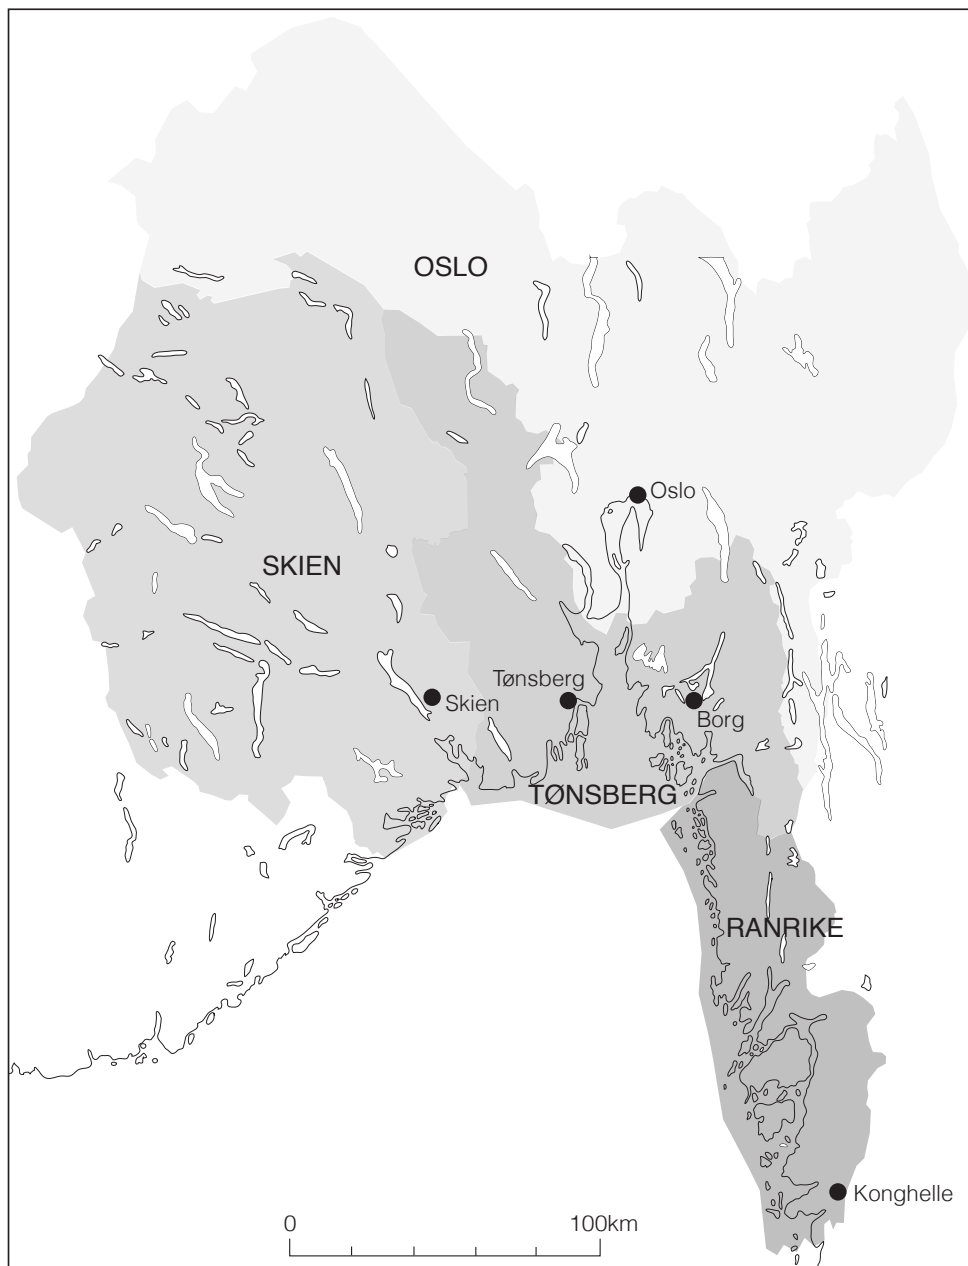 OSLO
Oslo
SKIEN
Tønsberg
Skien
Borg
TØNSBERG
RANRIKE
Konghelle
0 100km